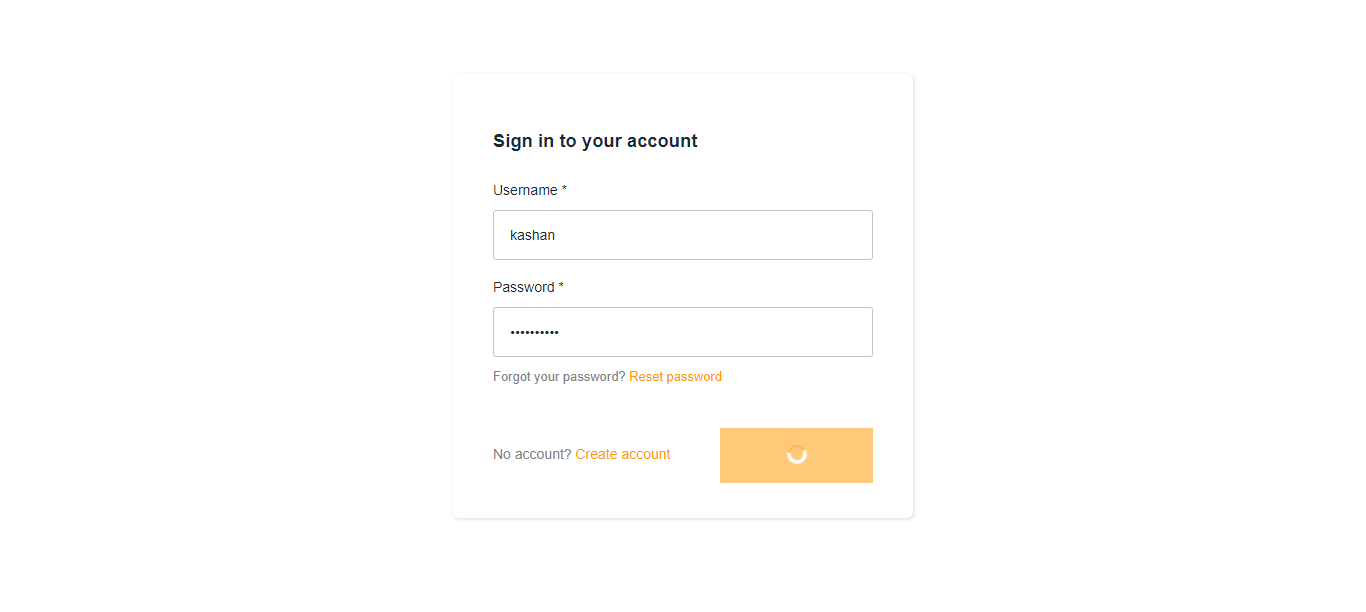 Sign in to your account
Username *
kashan
Password *
••••••••••
Forgot your password? Reset password
No account? Create account